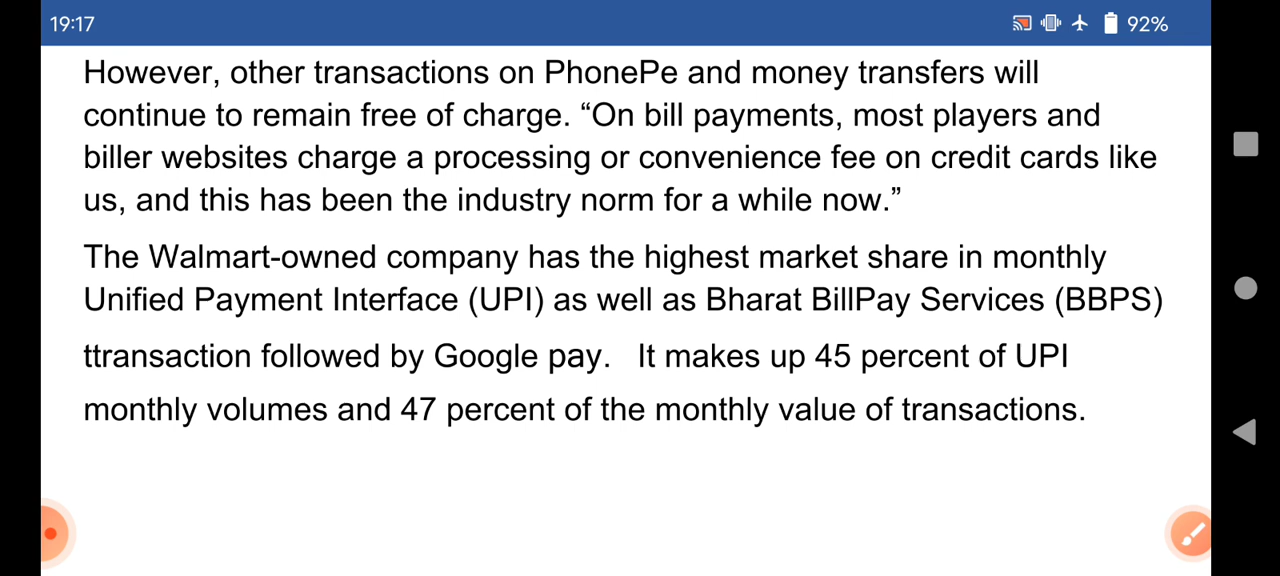 19:17
92%
However, other transactions on PhonePe and money transfers will
continue to remain free of charge. “On bill payments, most players and
biller websites charge a processing or convenience fee on credit cards like
us, and this has been the industry norm for a while now.”
The Walmart-owned company has the highest market share in monthly
Unified Payment Interface (UPI) as well as Bharat BillPay Services (BBPS)
ttransaction followed by Google pay. It makes up 45 percent of UPI
monthly volumes and 47 percent of the monthly value of transactions.